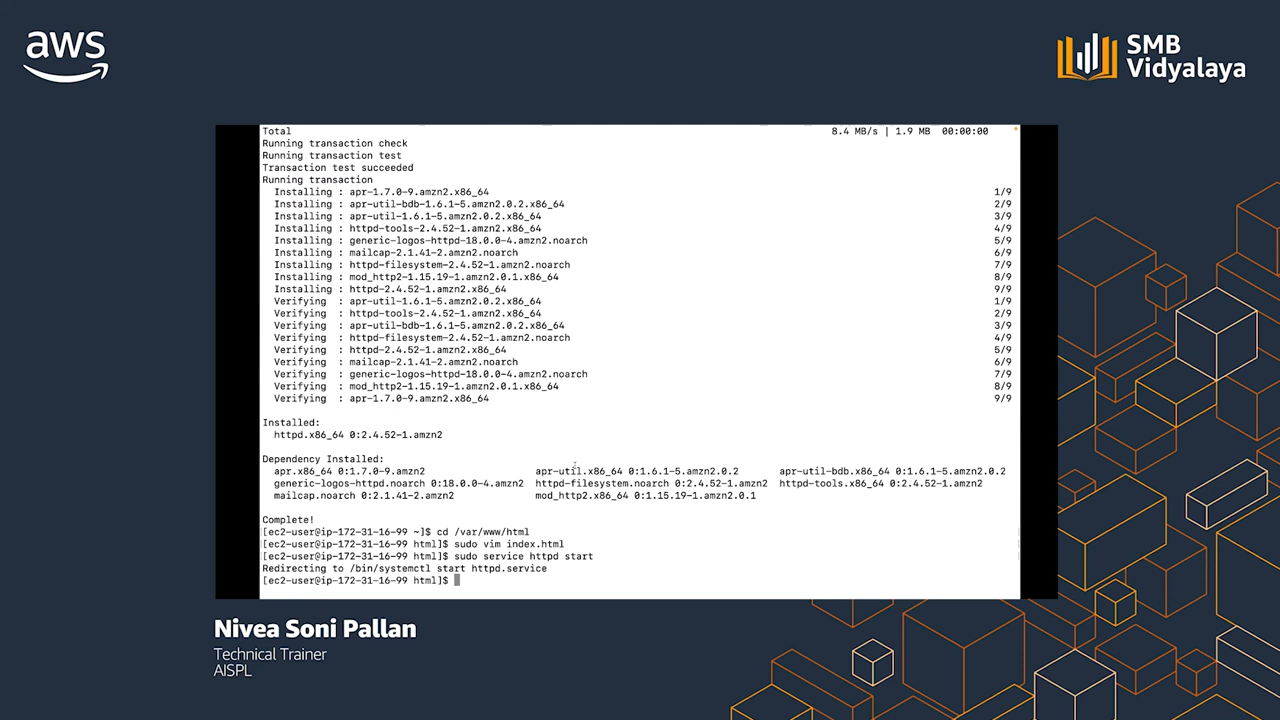 aws
SMB
Vidyalaya
Total 8.4 MB/s | 1.9 MB 00:00:00
Running transaction check
Running transaction test
Transaction test succeeded
Running transaction
Installing : apr-1.7.0-9.amzn2.x86_64 1/9
Installing : apr-util-bdb-1.6.1-5.amzn2.0.2.x86_64 2/9
Installing : apr-util-1.6.1-5.amzn2.0.2.x86_64 3/9
Installing : httpd-tools-2.4.52-1.amzn2.x86_64 4/9
Installing : generic-logos-httpd-18.0.0-4.amzn2.noarch 5/9
Installing : mailcap-2.1.41-2.amzn2.noarch 6/9
Installing : httpd-filesystem-2.4.52-1.amzn2.noarch 7/9
Installing : mod_http2-1.15.19-1.amzn2.0.1.x86_64 8/9
Installing : httpd-2.4.52-1.amzn2.x86_64 9/9
Verifying : apr-util-1.6.1-5.amzn2.0.2.x86_64 1/9
Verifying : httpd-tools-2.4.52-1.amzn2.x86_64 2/9
Verifying : apr-util-bdb-1.6.1-5.amzn2.0.2.x86_64 3/9
Verifying : httpd-filesystem-2.4.52-1.amzn2.noarch 4/9
Verifying : httpd-2.4.52-1.amzn2.x86_64 5/9
Verifying : mailcap-2.1.41-2.amzn2.noarch 6/9
Verifying : generic-logos-httpd-18.0.0-4.amzn2.noarch 7/9
Verifying : mod_http2-1.15.19-1.amzn2.0.1.x86_64 8/9
Verifying : apr-1.7.0-9.amzn2.x86_64 9/9
Installed:
httpd.x86_64 0:2.4.52-1.amzn2
Dependency Installed:
apr.x86_64 0:1.7.0-9.amzn2 apr-util.x86_64 0:1.6.1-5.amzn2.0.2 apr-util-bdb.x86_64 0:1.6.1-5.amzn2.0.2
generic-logos-httpd.noarch 0:18.0.0-4.amzn2 httpd-filesystem.noarch 0:2.4.52-1.amzn2 httpd-tools.x86_64 0:2.4.52-1.amzn2
mailcap.noarch 0:2.1.41-2.amzn2 mod_http2.x86_64 0:1.15.19-1.amzn2.0.1
Complete!
[ec2-user@ip-172-31-16-99 ~]$ cd /var/www/html
[ec2-user@ip-172-31-16-99 html]$ sudo vim index.html
[ec2-user@ip-172-31-16-99 html]$ sudo service httpd start
Redirecting to /bin/systemctl start httpd.service
[ec2-user@ip-172-31-16-99 html]$
Nivea Soni Pallan
Technical Trainer
AISPL